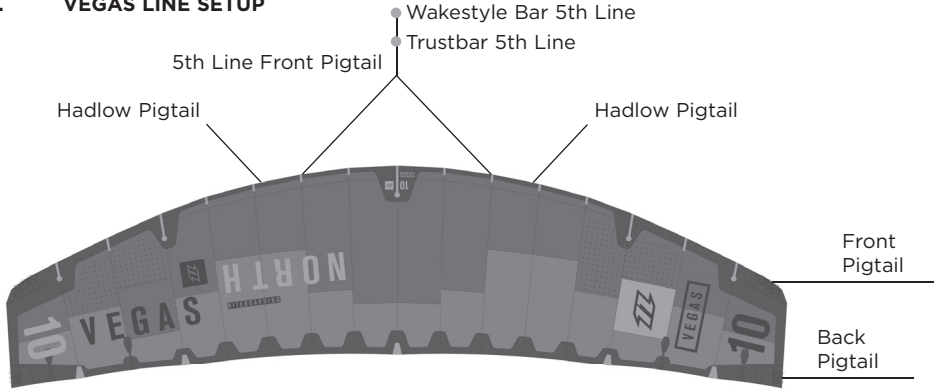 VEGAS LINE SETUP
Wakestyle Bar 5th Line
Trustbar 5th Line
5th Line Front Pigtail
Hadlow Pigtail
Hadlow Pigtail
Front
Pigtail
Back
Pigtail
10
NORTH
KITEBOARDING
VEGAS
10
VEGAS
10